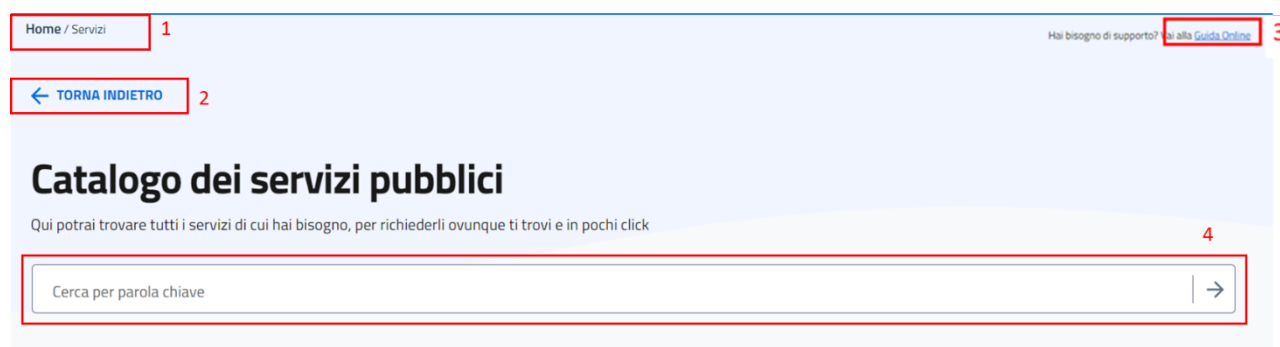 Home / Servizi
1
Hai bisogno di supporto? Vai alla Guida Online
3
← TORNA INDIETRO
2
Catalogo dei servizi pubblici
Qui potrai trovare tutti i servizi di cui hai bisogno, per richiederli ovunque ti trovi e in pochi click
4
Cerca per parola chiave